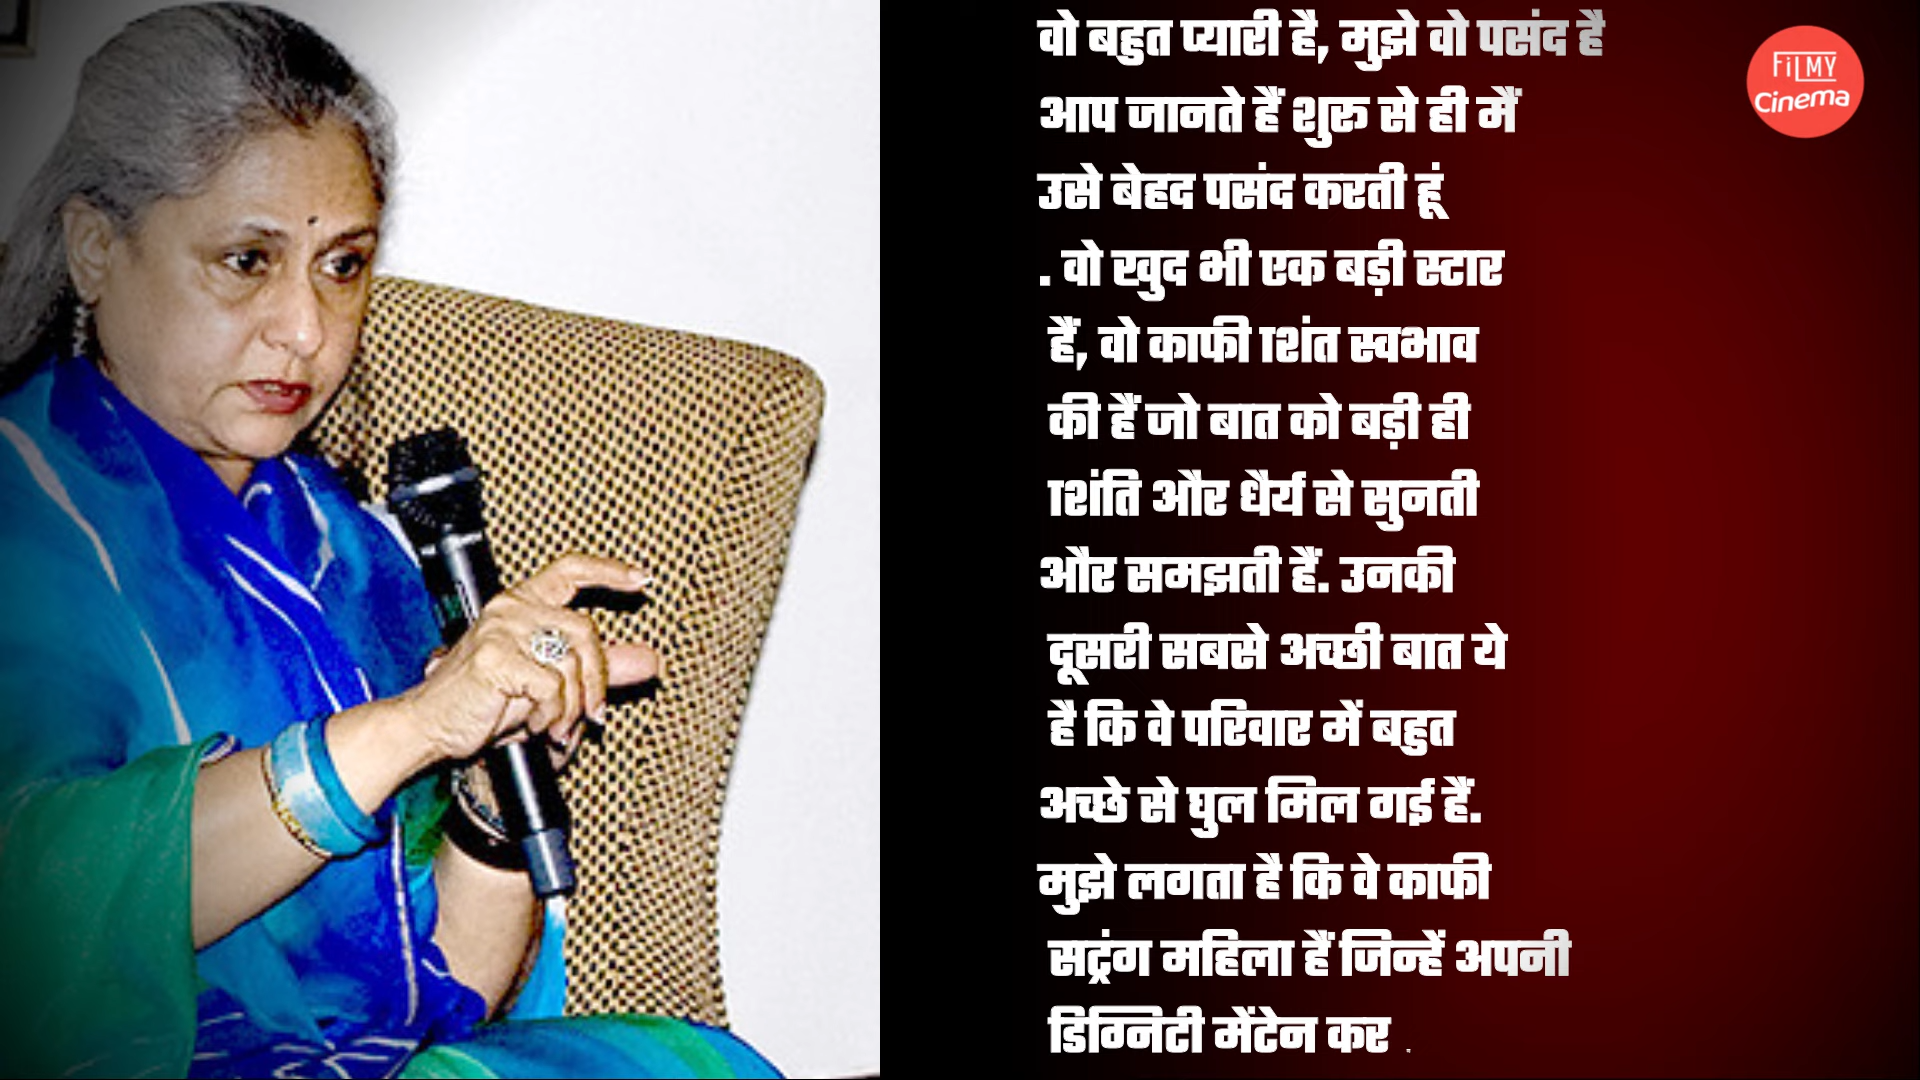 वो बहुत प्यारी है, मुझे वो पसंद है
आप जानते हैं शुरू से ही मैं
उसे बेहद पसंद करती हूं
. वो खुद भी एक बड़ी स्टार
हैं, वो काफी शांत स्वभाव
की हैं जो बात को बड़ी ही
शांति और धैर्य से सुनती
और समझती हैं. उनकी
दूसरी सबसे अच्छी बात ये
है कि वे परिवार में बहुत
अच्छे से घुल मिल गई हैं.
मुझे लगता है कि वे काफी
सट्रंग महिला हैं जिन्हें अपनी
डिग्निटी मेंटेन कर .
FiLMY
Cinema